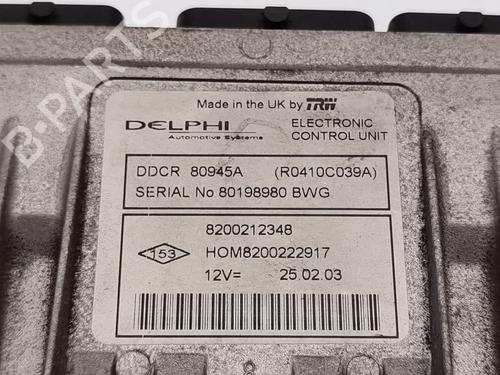 Made in the UK by TRW
DELPHI
Automotive Systems
ELECTRONIC
CONTROL UNIT
DDCR 80945A (R0410C039A)
SERIAL No 80198980 BWG
8200212348
153
HOM8200222917
12V= 25.02.03
B-PARTS